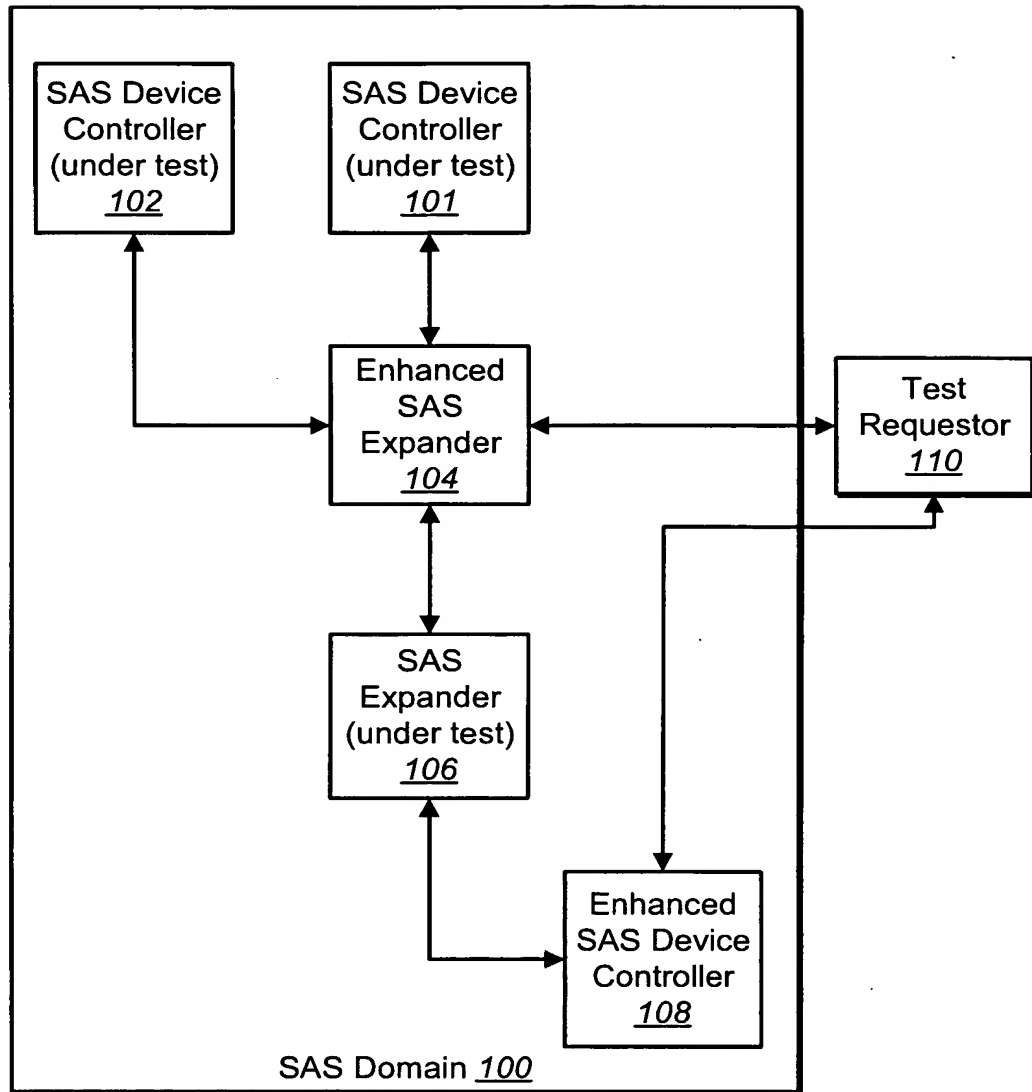 SAS Device
Controller
(under test)
102
SAS Device
Controller
(under test)
101
Enhanced
SAS
Expander
104
Test
Requestor
110
SAS
Expander
(under test)
106
Enhanced
SAS Device
Controller
108
SAS Domain 100